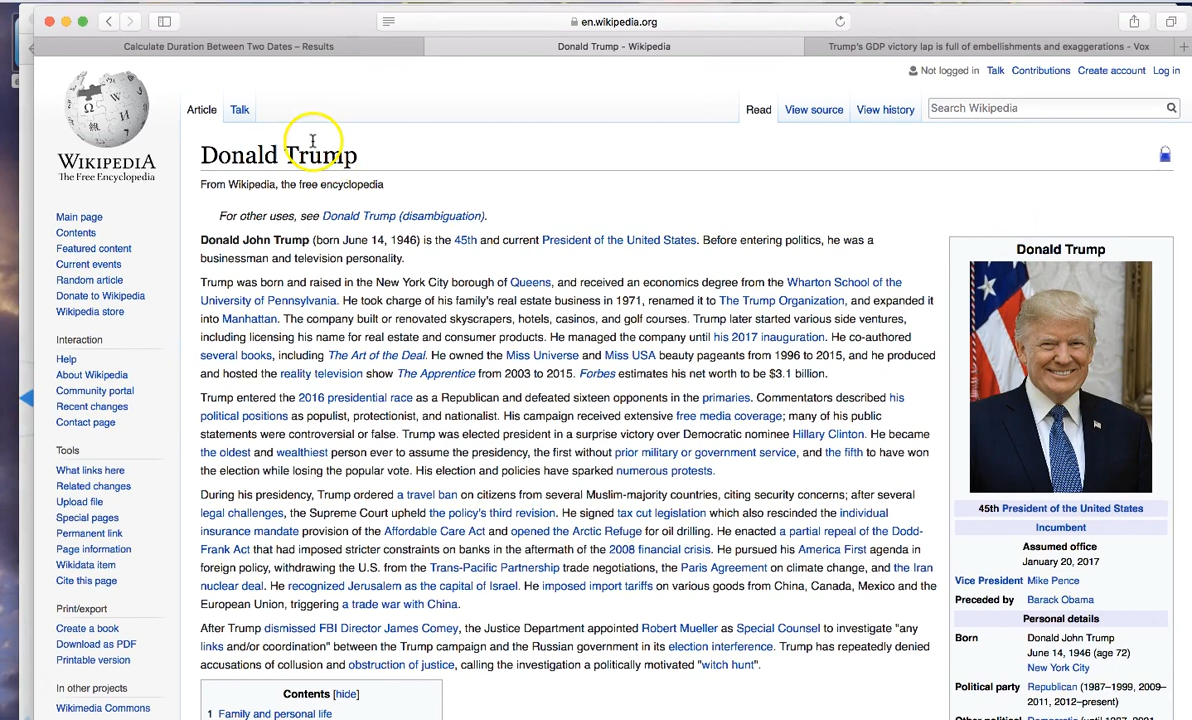 en.wikipedia.org
Calculate Duration Between Two Dates – Results
Donald Trump - Wikipedia
Trump's GDP victory lap is full of embellishments and exaggerations - Vox
Not logged in Talk Contributions Create account Log in
Article Talk
Read View source View history
Search Wikipedia
WIKIPEDIA
The Free Encyclopedia
Main page
Contents
Featured content
Current events
Random article
Donate to Wikipedia
Wikipedia store
Interaction
Help
About Wikipedia
Community portal
Recent changes
Contact page
Tools
What links here
Related changes
Upload file
Special pages
Permanent link
Page information
Wikidata item
Cite this page
Print/export
Create a book
Download as PDF
Printable version
In other projects
Wikimedia Commons
Donald Trump
From Wikipedia, the free encyclopedia
For other uses, see Donald Trump (disambiguation).
Donald John Trump (born June 14, 1946) is the 45th and current President of the United States. Before entering politics, he was a
businessman and television personality.
Trump was born and raised in the New York City borough of Queens, and received an economics degree from the Wharton School of the
University of Pennsylvania. He took charge of his family's real estate business in 1971, renamed it to The Trump Organization, and expanded it
into Manhattan. The company built or renovated skyscrapers, hotels, casinos, and golf courses. Trump later started various side ventures,
including licensing his name for real estate and consumer products. He managed the company until his 2017 inauguration. He co-authored
several books, including The Art of the Deal. He owned the Miss Universe and Miss USA beauty pageants from 1996 to 2015, and he produced
and hosted the reality television show The Apprentice from 2003 to 2015. Forbes estimates his net worth to be $3.1 billion.
Trump entered the 2016 presidential race as a Republican and defeated sixteen opponents in the primaries. Commentators described his
political positions as populist, protectionist, and nationalist. His campaign received extensive free media coverage; many of his public
statements were controversial or false. Trump was elected president in a surprise victory over Democratic nominee Hillary Clinton. He became
the oldest and wealthiest person ever to assume the presidency, the first without prior military or government service, and the fifth to have won
the election while losing the popular vote. His election and policies have sparked numerous protests.
During his presidency, Trump ordered a travel ban on citizens from several Muslim-majority countries, citing security concerns; after several
legal challenges, the Supreme Court upheld the policy's third revision. He signed tax cut legislation which also rescinded the individual
insurance mandate provision of the Affordable Care Act and opened the Arctic Refuge for oil drilling. He enacted a partial repeal of the Dodd-
Frank Act that had imposed stricter constraints on banks in the aftermath of the 2008 financial crisis. He pursued his America First agenda in
foreign policy, withdrawing the U.S. from the Trans-Pacific Partnership trade negotiations, the Paris Agreement on climate change, and the Iran
nuclear deal. He recognized Jerusalem as the capital of Israel. He imposed import tariffs on various goods from China, Canada, Mexico and the
European Union, triggering a trade war with China.
After Trump dismissed FBI Director James Comey, the Justice Department appointed Robert Mueller as Special Counsel to investigate "any
links and/or coordination" between the Trump campaign and the Russian government in its election interference. Trump has repeatedly denied
accusations of collusion and obstruction of justice, calling the investigation a politically motivated "witch hunt".
Contents [hide]
1 Family and personal life
Donald Trump
45th President of the United States
Incumbent
Assumed office
January 20, 2017
Vice President Mike Pence
Preceded by Barack Obama
Personal details
Born Donald John Trump
June 14, 1946 (age 72)
New York City
Political party Republican (1987–1999, 2009–
2011, 2012–present)